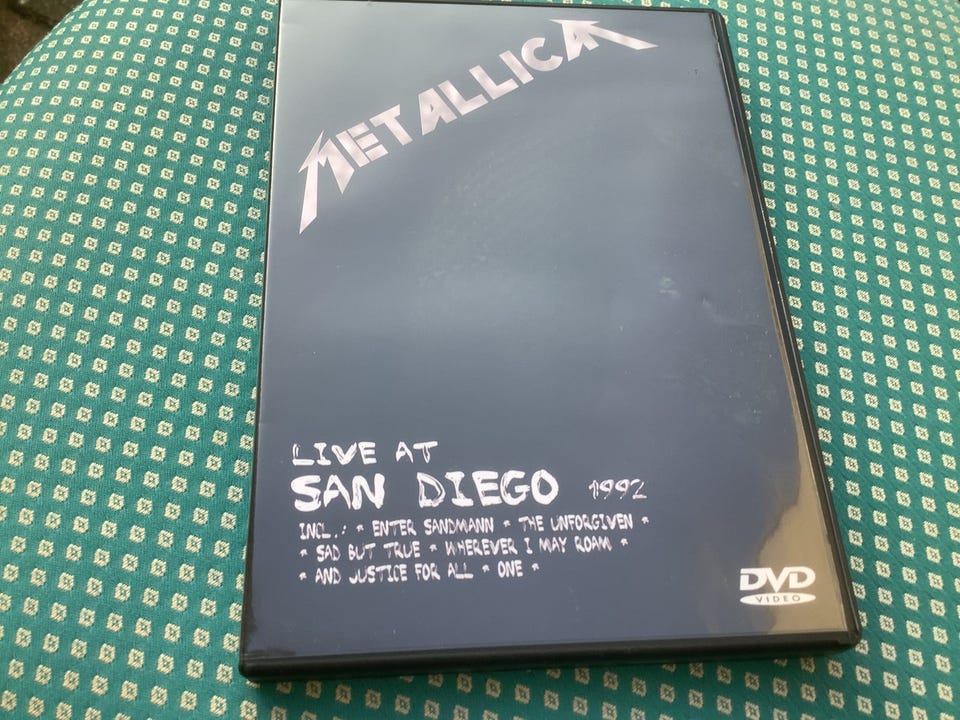 METALLICA
LIVE AT
SAN DIEGO 1992
INCL.: * ENTER SANDMANN * THE UNFORGIVEN *
* SAD BUT TRUE * WHEREVER I MAY ROAM *
* AND JUSTICE FOR ALL * ONE *
DVD
VIDEO